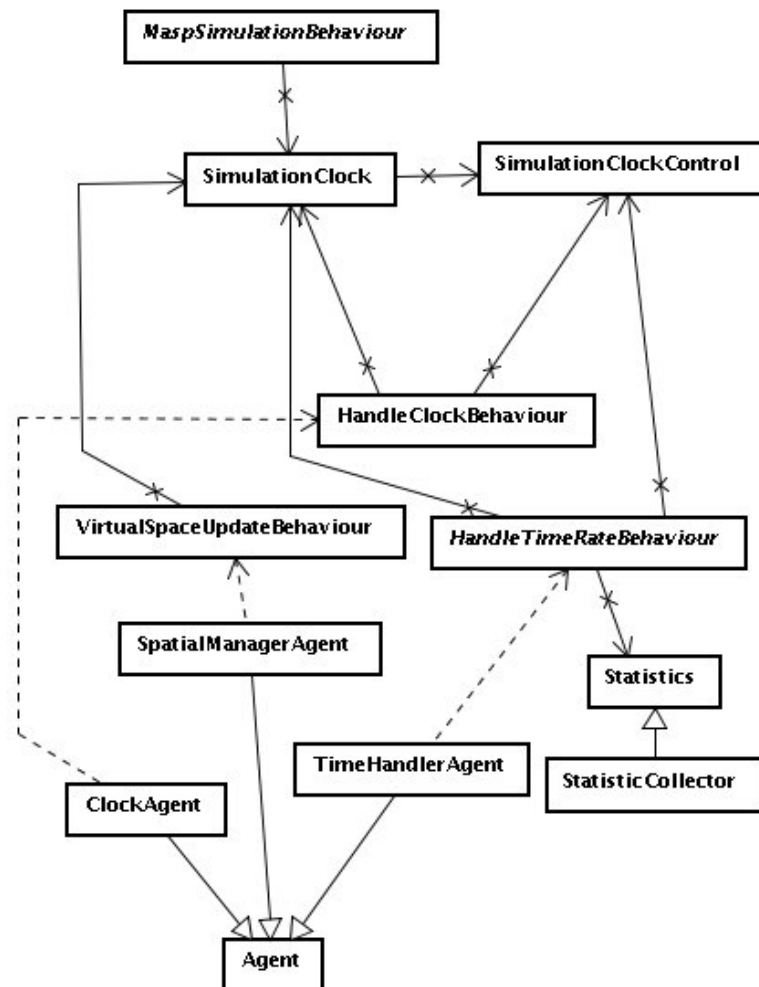 MaspSimulationBehaviour
SimulationClock
SimulationClockControl
HandleClockBehaviour
VirtualSpaceUpdateBehaviour
HandleTimeRateBehaviour
SpatialManagerAgent
Statistics
TimeHandlerAgent
StatisticCollector
ClockAgent
Agent